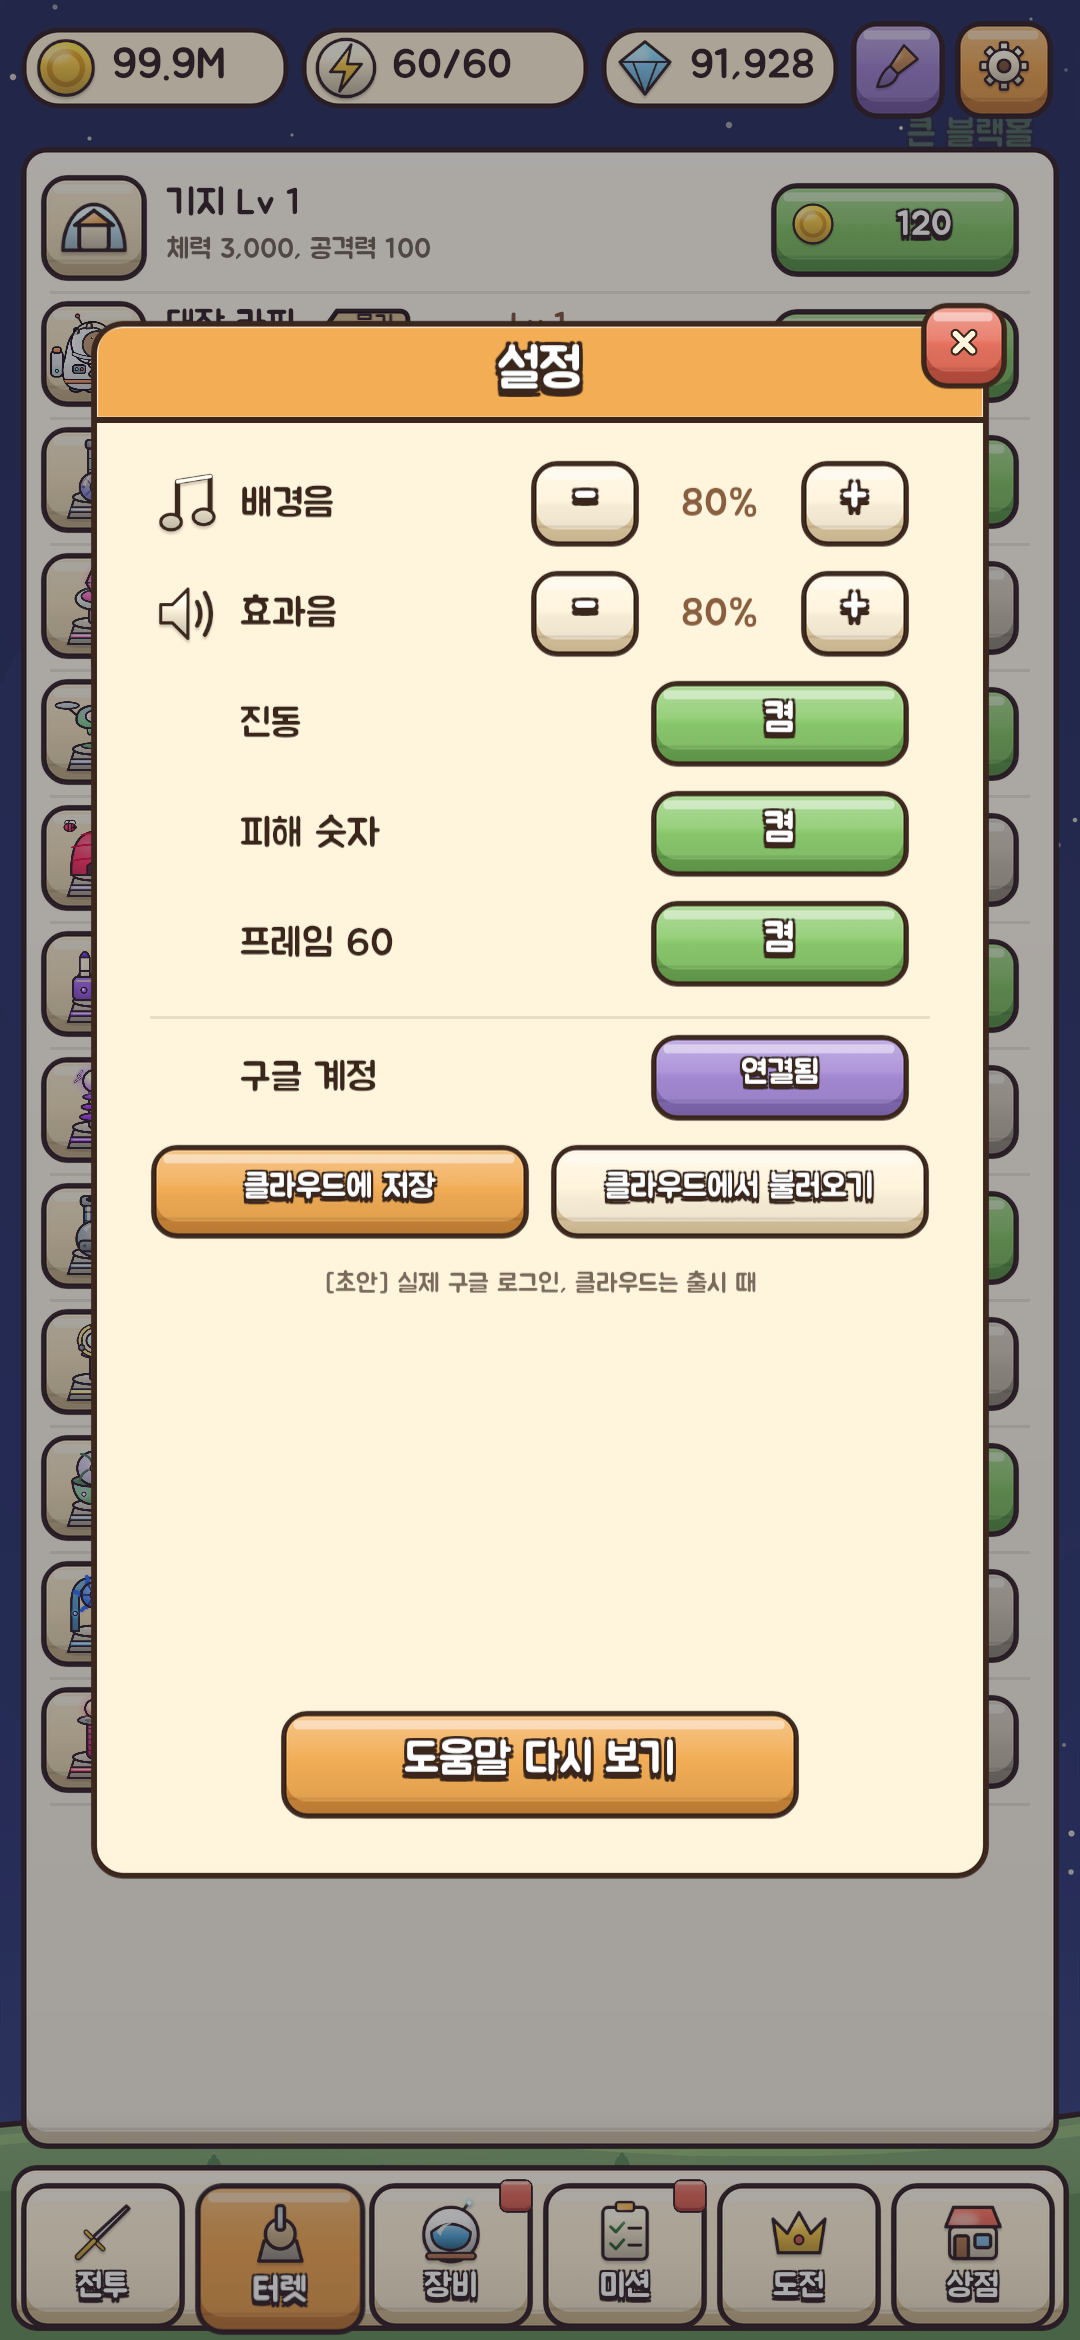 99.9M
60/60
91,928
큰 블랙홀
기지 Lv 1
체력 3,000, 공격력 100
120
설정
배경음
- 80% +
효과음
- 80% +
진동
켬
피해 숫자
켬
프레임 60
켬
구글 계정
연결됨
클라우드에 저장
클라우드에서 불러오기
[초안] 실제 구글 로그인, 클라우드는 출시 때
도움말 다시 보기
전투
터렛
장비
미션
도전
상점